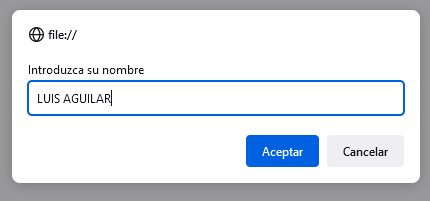 file://
Introduzca su nombre
LUIS AGUILAR
Aceptar Cancelar